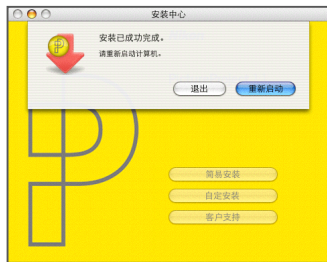 安装中心
安装已成功完成。
请重新启动计算机。
退出
重新启动
简易安装
自定安装
客户支持